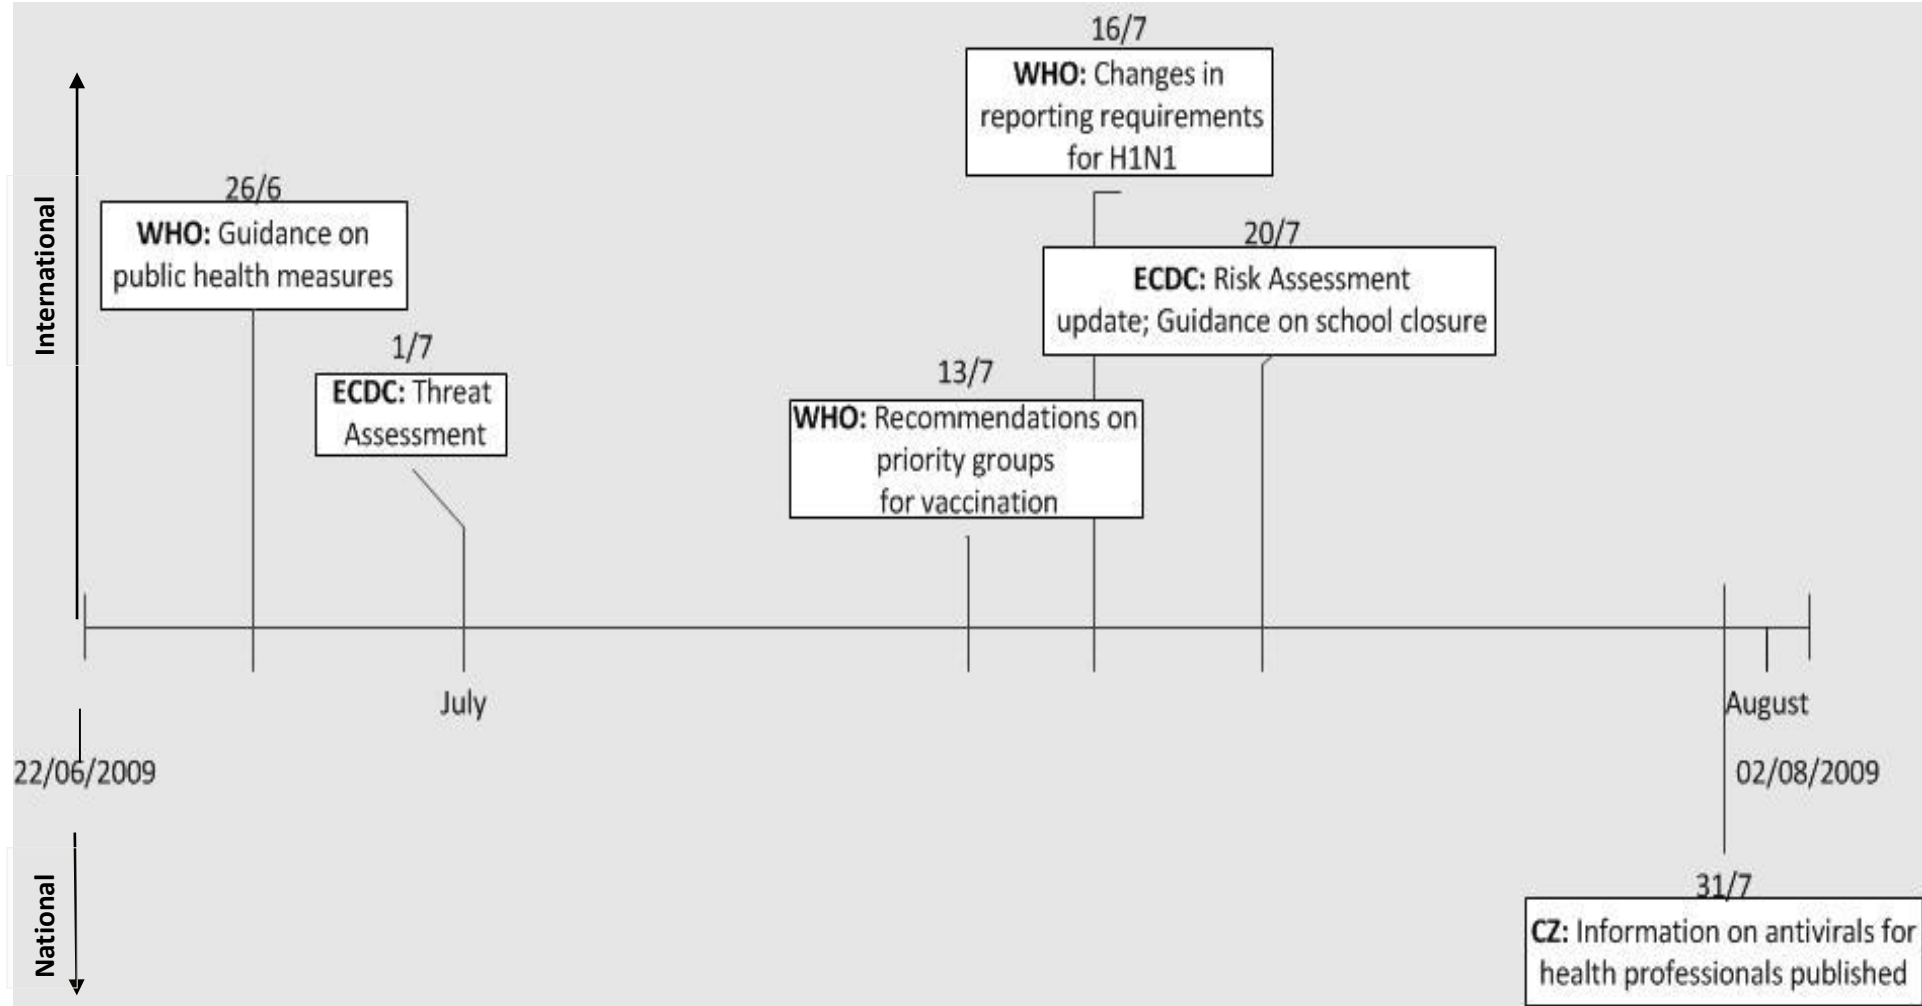 16/7
WHO: Changes in
reporting requirements
for H1N1
International
26/6
WHO: Guidance on
public health measures
20/7
ECDC: Risk Assessment
update; Guidance on school closure
1/7
ECDC: Threat
Assessment
13/7
WHO: Recommendations on
priority groups
for vaccination
July
August
22/06/2009
02/08/2009
National
31/7
CZ: Information on antivirals for
health professionals published